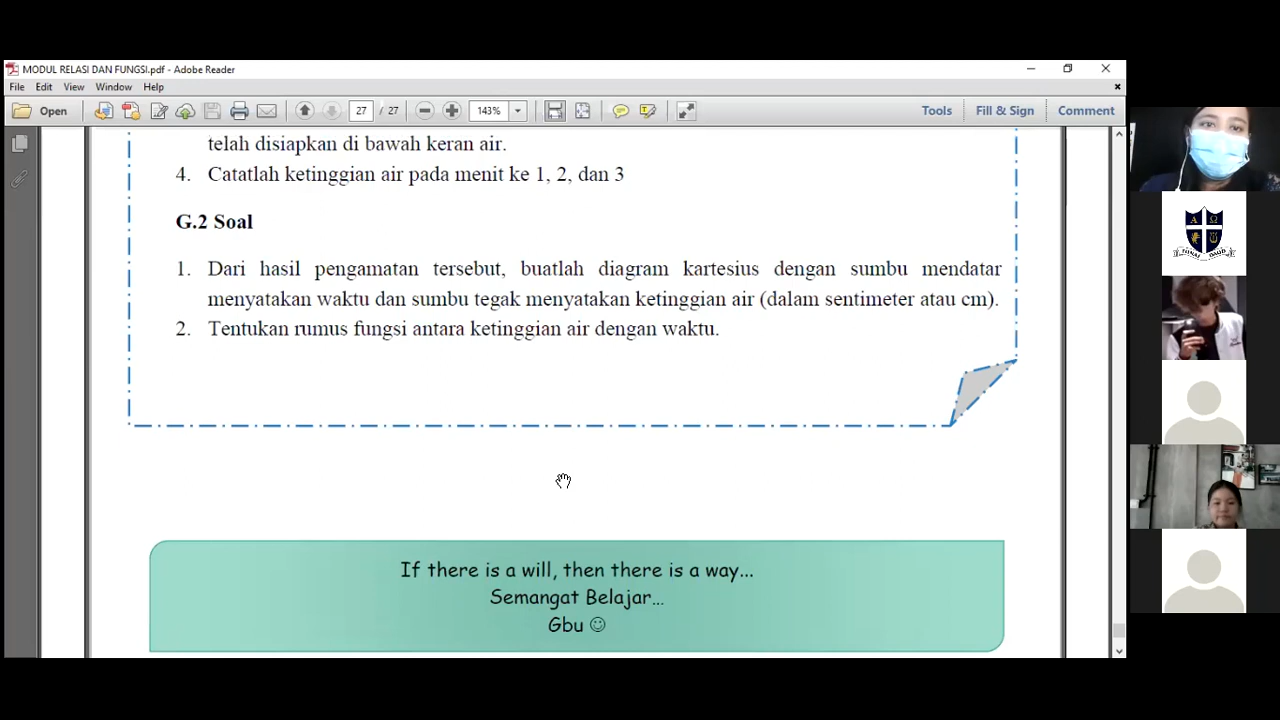 MODUL RELASI DAN FUNGSI.pdf - Adobe Reader
File Edit View Window Help
Open 27 / 27 143% Tools Fill & Sign Comment
telah disiapkan di bawah keran air.
4. Catatlah ketinggian air pada menit ke 1, 2, dan 3
G.2 Soal
1. Dari hasil pengamatan tersebut, buatlah diagram kartesius dengan sumbu mendatar
menyatakan waktu dan sumbu tegak menyatakan ketinggian air (dalam sentimeter atau cm).
2. Tentukan rumus fungsi antara ketinggian air dengan waktu.
If there is a will, then there is a way...
Semangat Belajar...
Gbu ☺
Α Ω